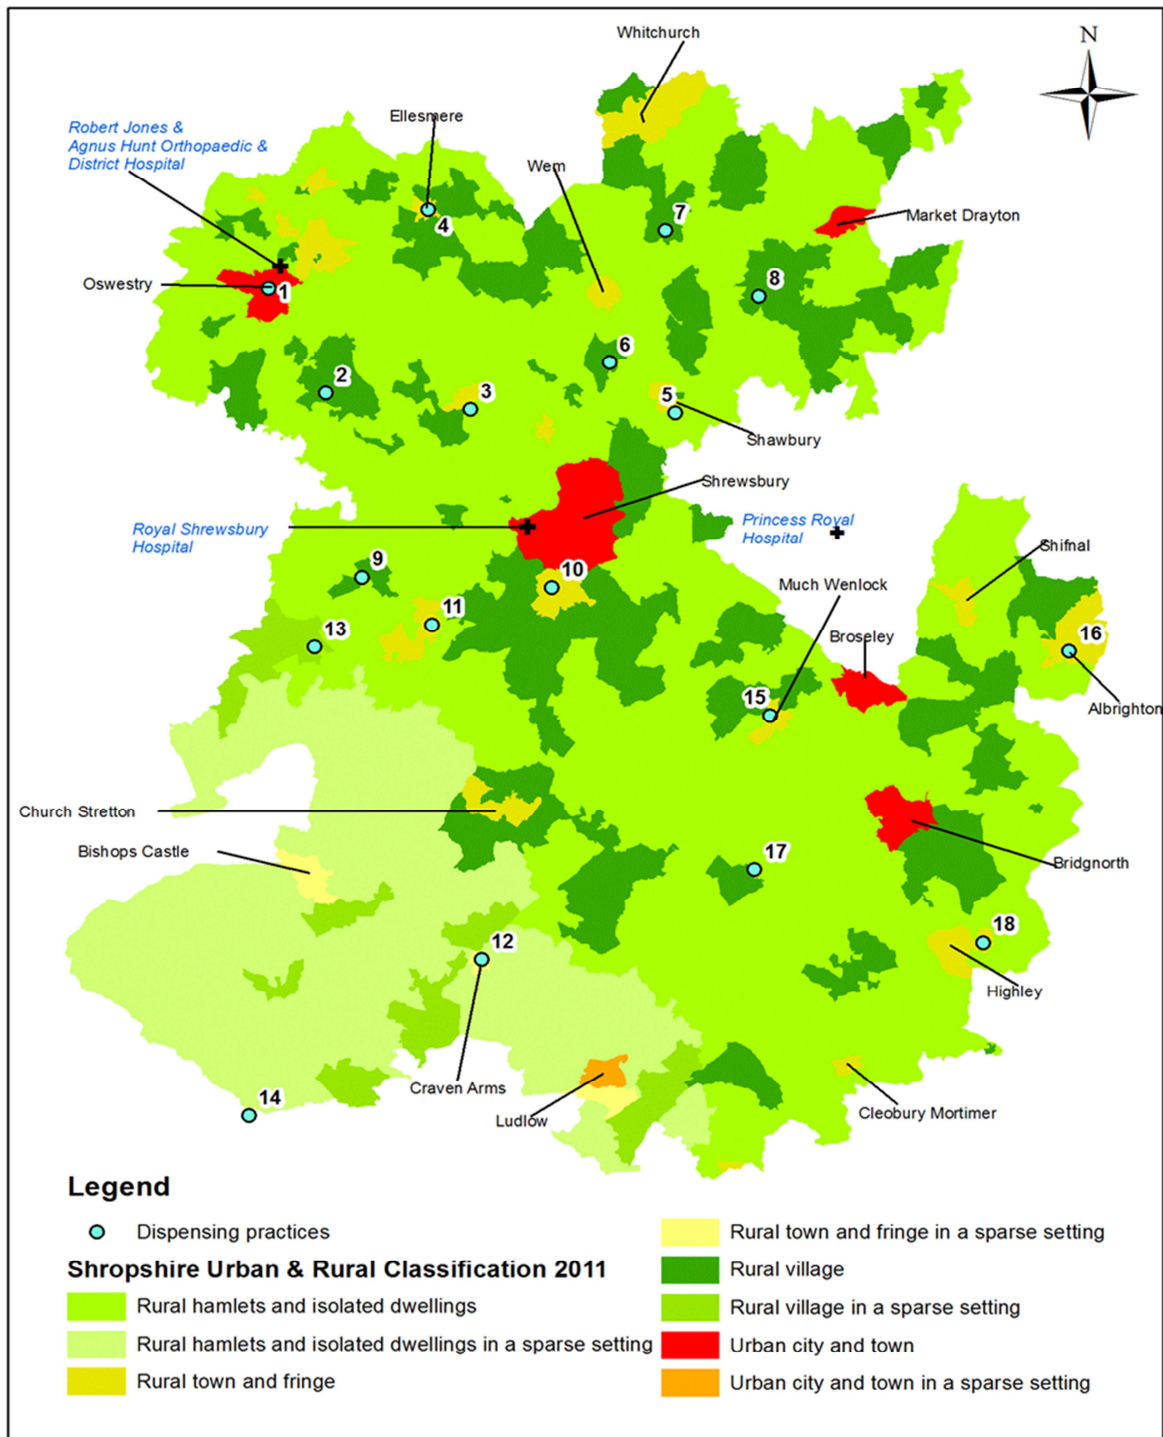 Whitchurch
N
Ellesmere
Robert Jones &
Agnus Hunt Orthopaedic &
District Hospital
Wem
4
7
Market Drayton
Oswestry
1
8
6
2
3
5
Shawbury
Shrewsbury
Royal Shrewsbury
Hospital
Princess Royal
Hospital
Shifnal
9
10
Much Wenlock
11
13
Broseley
16
15
Albrighton
Church Stretton
Bishops Castle
17
Bridgnorth
12
18
Highley
Craven Arms
14
Ludlow
Cleobury Mortimer
Legend
Dispensing practices
Shropshire Urban & Rural Classification 2011
Rural hamlets and isolated dwellings
Rural hamlets and isolated dwellings in a sparse setting
Rural town and fringe
Rural town and fringe in a sparse setting
Rural village
Rural village in a sparse setting
Urban city and town
Urban city and town in a sparse setting